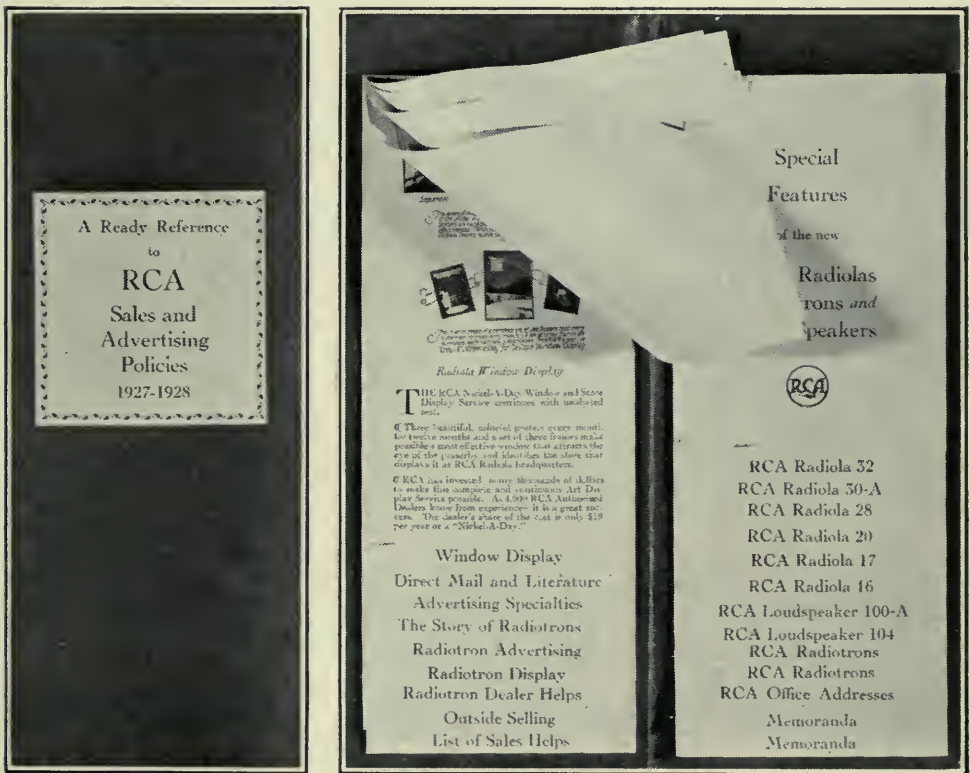 A Ready Reference
to
RCA
Sales and
Advertising
Policies
1927-1928
Radiola Window Display
THE RCA Nickel-A-Day Window and Store
Display Service continues with
Three beautiful, colorful posters every month
for twelve months and a set of three frames make
possible a most effective window that attracts the
eye of the passerby and identifies the store that
displays it as RCA Radiola headquarters.
RCA has invested many thousands of dollars
to make this complete and continuous Art Dis-
play Service possible. As 4,500 RCA Authorized
Dealers know from experience it is a great suc-
cess. The dealer's share of the cost is only $18
per year or a "Nickel-A-Day."
Window Display
Direct Mail and Literature
Advertising Specialties
The Story of Radiotrons
Radiotron Advertising
Radiotron Display
Radiotron Dealer Helps
Outside Selling
List of Sales Helps
Special
Features
of the new
Radiolas
trons and
Speakers
RCA
RCA Radiola 32
RCA Radiola 30-A
RCA Radiola 28
RCA Radiola 20
RCA Radiola 17
RCA Radiola 16
RCA Loudspeaker 100-A
RCA Loudspeaker 104
RCA Radiotrons
RCA Radiotrons
RCA Office Addresses
Memoranda
Memoranda